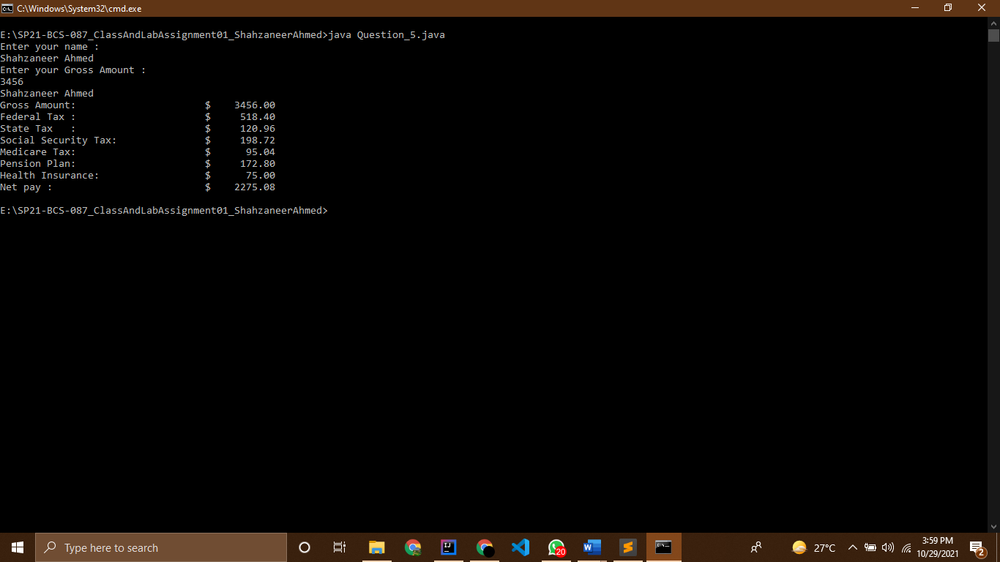 C:\Windows\System32\cmd.exe
E:\SP21-BCS-087_ClassAndLabAssignment01_ShahzaneerAhmed>java Question_5.java
Enter your name :
Shahzaneer Ahmed
Enter your Gross Amount :
3456
Shahzaneer Ahmed
Gross Amount:                      $    3456.00
Federal Tax :                      $     518.40
State Tax   :                      $     120.96
Social Security Tax:               $     198.72
Medicare Tax:                      $      95.04
Pension Plan:                      $     172.80
Health Insurance:                  $      75.00
Net pay :                          $    2275.08
E:\SP21-BCS-087_ClassAndLabAssignment01_ShahzaneerAhmed>
Type here to search
20
27°C
3:59 PM
10/29/2021
2